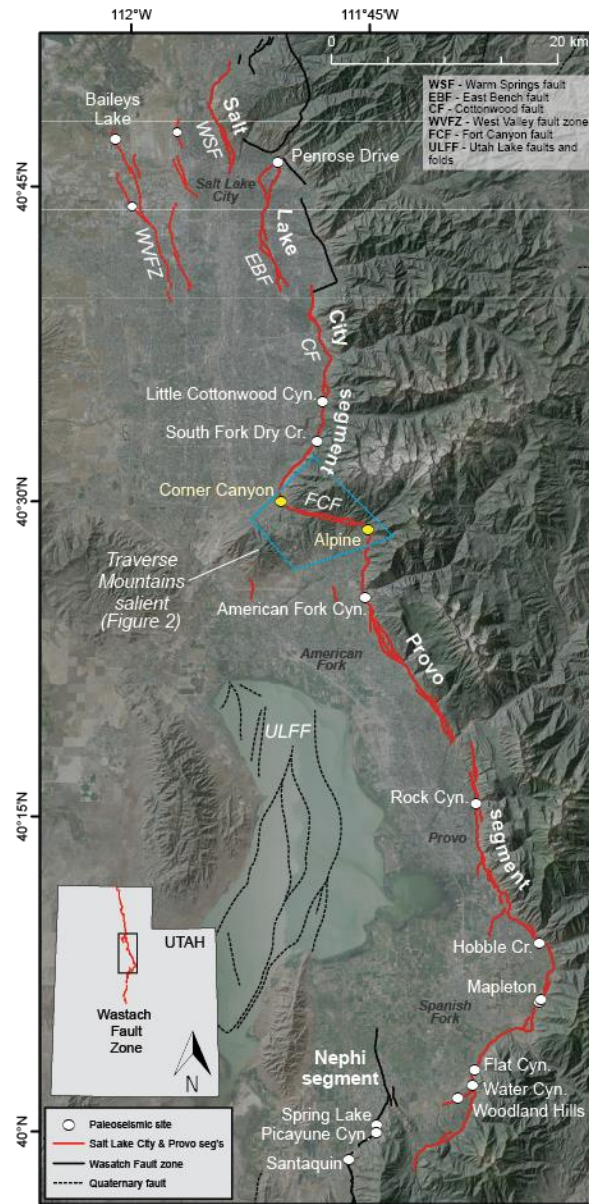 112°W
111°45'W
0
20 km
WSF - Warm Springs fault
EBF - East Bench fault
CF - Cottonwood fault
WVFZ - West Valley fault zone
FCF - Fort Canyon fault
ULFF - Utah Lake faults and
folds
Baileys
Lake
Salt
WSF
Penrose Drive
40°45'N
Salt Lake
City
Lake
WVFZ
EBF
City
CF
Little Cottonwood Cyn.
segment
South Fork Dry Cr.
Corner Canyon
40°30'N
FCF
Alpine
Traverse
Mountains
salient
(Figure 2)
American Fork Cyn.
American
Fork
Provo
ULFF
Rock Cyn.
40°15'N
segment
Provo
UTAH
Hobble Cr.
Mapleton
Wastach
Fault
Zone
Spanish
Fork
N
Nephi
segment
Flat Cyn.
Water Cyn.
Woodland Hills
Spring Lake
Picayune Cyn.
40°N
Santaquin
Paleoseismic site
Salt Lake City & Provo seg's
Wasatch Fault zone
Quaternary fault